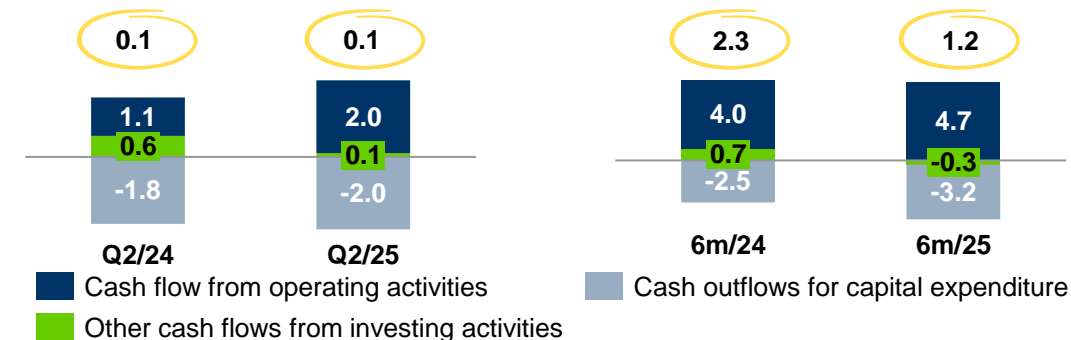 0.1 0.1 2.3 1.2
1.1 2.0 4.0 4.7
0.6 0.1 0.7 -0.3
-1.8 -2.0 -2.5 -3.2
Q2/24 Q2/25 6m/24 6m/25
Cash flow from operating activities Cash outflows for capital expenditure
Other cash flows from investing activities